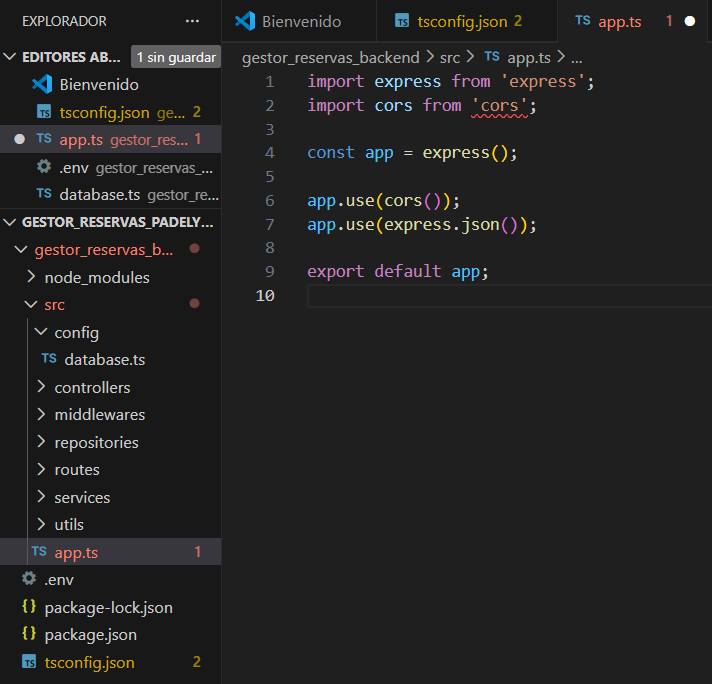 EXPLORADOR ...
EDITORES AB... 1 sin guardar
Bienvenido
TS tsconfig.json ge... 2
TS app.ts gestor_res... 1
.env gestor_reservas_...
TS database.ts gestor_re...
GESTOR_RESERVAS_PADELY...
gestor_reservas_b...
node_modules
src
config
TS database.ts
controllers
middlewares
repositories
routes
services
utils
TS app.ts 1
.env
{} package-lock.json
{} package.json
TS tsconfig.json 2
Bienvenido TS tsconfig.json 2 TS app.ts 1
gestor_reservas_backend > src > TS app.ts > ...
1 import express from 'express';
2 import cors from 'cors';
3
4 const app = express();
5
6 app.use(cors());
7 app.use(express.json());
8
9 export default app;
10